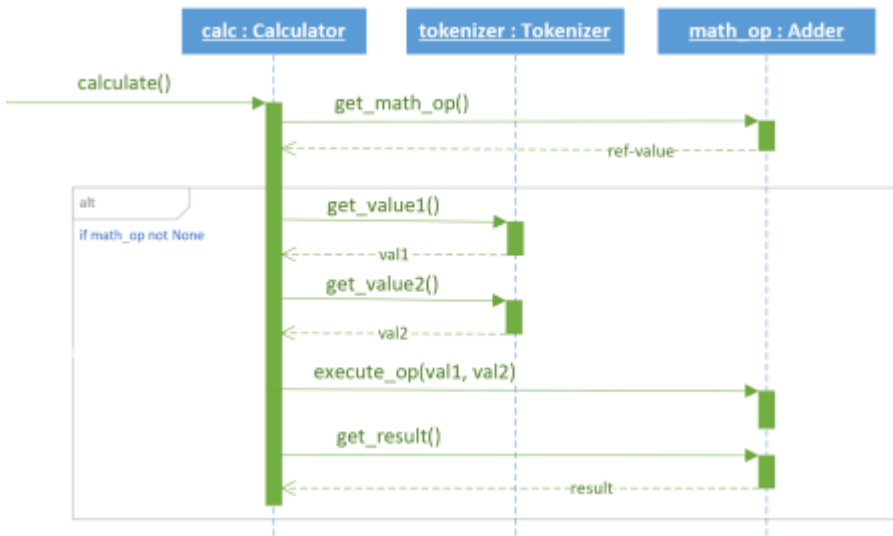 calc : Calculator
tokenizer : Tokenizer
math_op : Adder
calculate()
get_math_op()
ref-value
alt
if math_op not None
get_value1()
val1
get_value2()
val2
execute_op(val1, val2)
get_result()
result